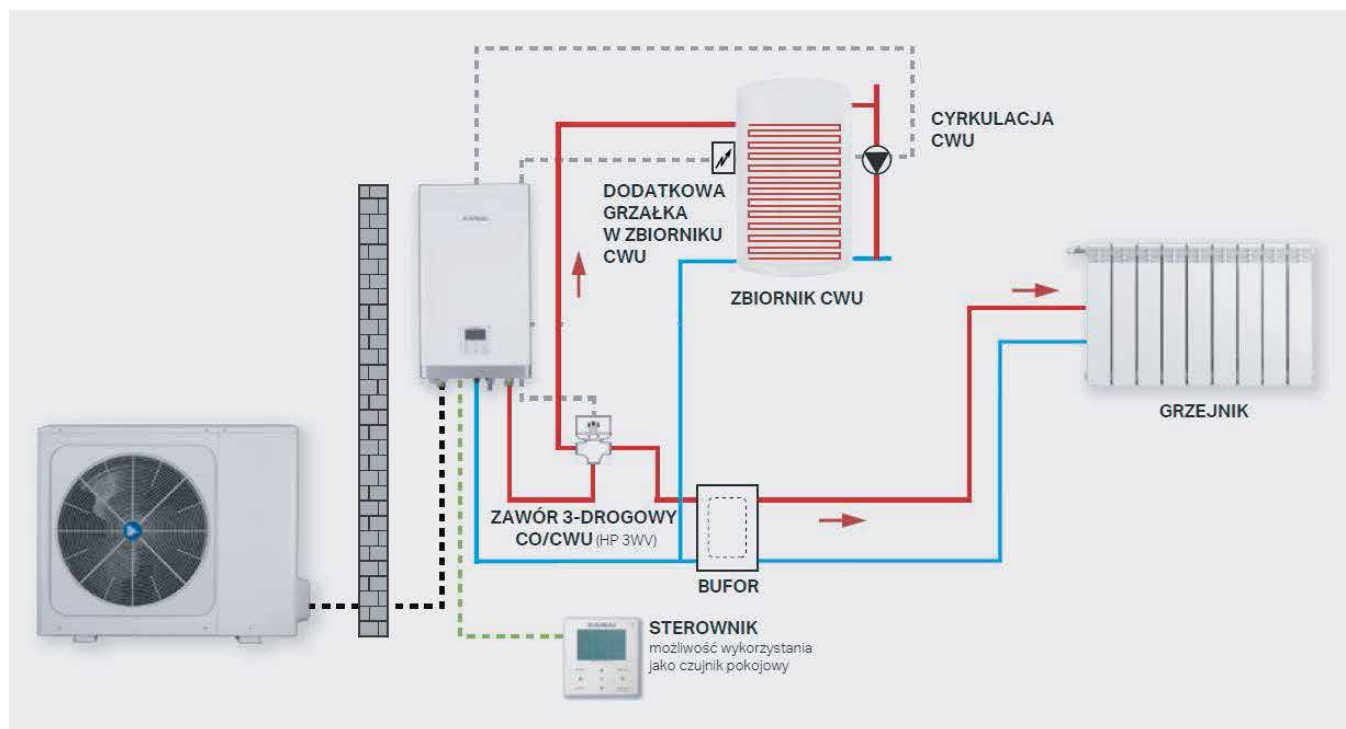 CYRKULACJA
CWU
DODATKOWA
GRZAŁKA
W ZBIORNIKU
CWU
ZBIORNIK CWU
GRZEJNIK
ZAWÓR 3-DROGOWY
CO/CWU (HP 3WV)
BUFOR
KAISAI
STEROWNIK
możliwość wykorzystania
jako czujnik pokojowy